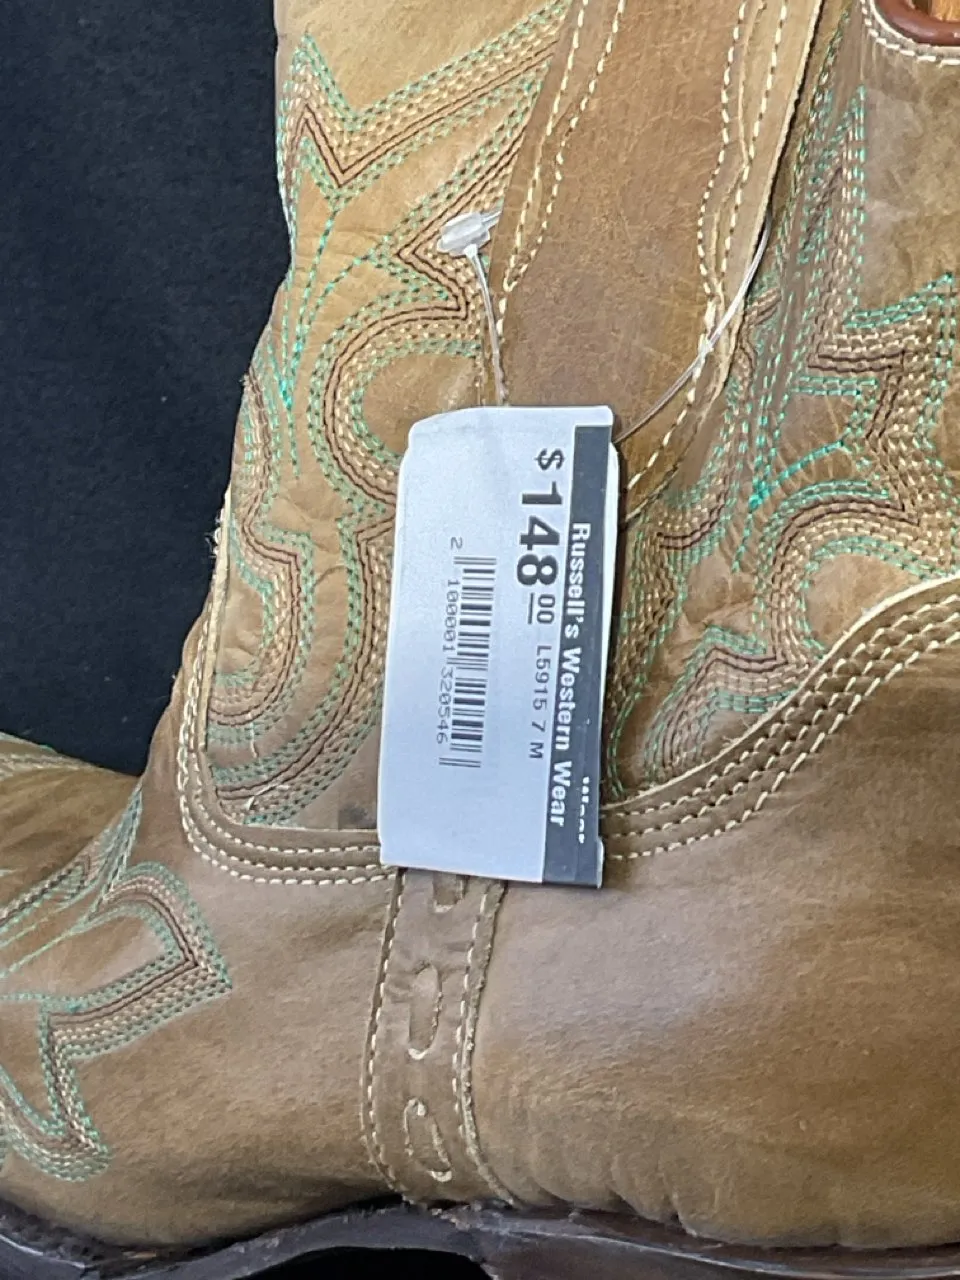 Russell's Western Wear
$148.00 L5915 7 M
2 100001 320546